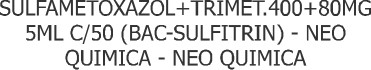 SULFAMETOXAZOL+TRIMET.400+80MG
5ML C/50 (BAC-SULFITRIN) - NEO
QUIMICA - NEO QUIMICA